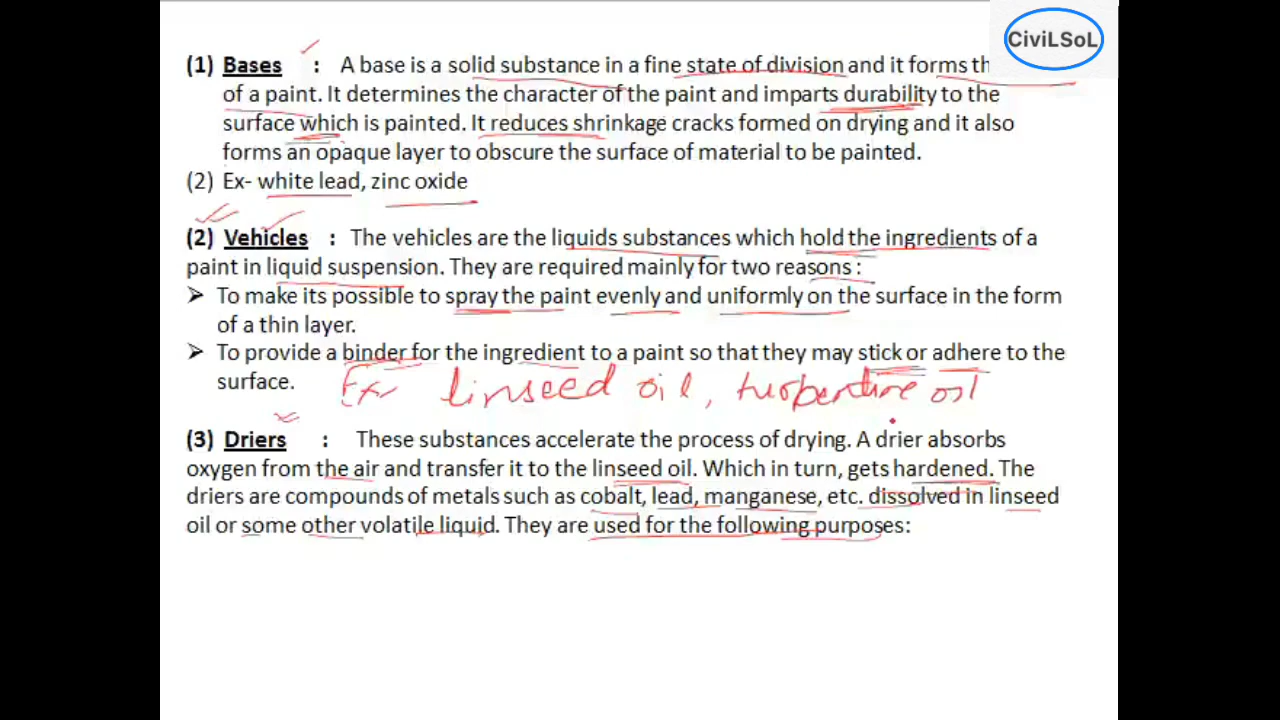 CiviLSoL
(1) Bases : A base is a solid substance in a fine state of division and it forms th
of a paint. It determines the character of the paint and imparts durability to the
surface which is painted. It reduces shrinkage cracks formed on drying and it also
forms an opaque layer to obscure the surface of material to be painted.
(2) Ex- white lead, zinc oxide
(2) Vehicles : The vehicles are the liquids substances which hold the ingredients of a
paint in liquid suspension. They are required mainly for two reasons :
➤ To make its possible to spray the paint evenly and uniformly on the surface in the form
of a thin layer.
➤ To provide a binder for the ingredient to a paint so that they may stick or adhere to the
surface.
Ex- linseed oil, turpentine oil
(3) Driers : These substances accelerate the process of drying. A drier absorbs
oxygen from the air and transfer it to the linseed oil. Which in turn, gets hardened. The
driers are compounds of metals such as cobalt, lead, manganese, etc. dissolved in linseed
oil or some other volatile liquid. They are used for the following purposes: